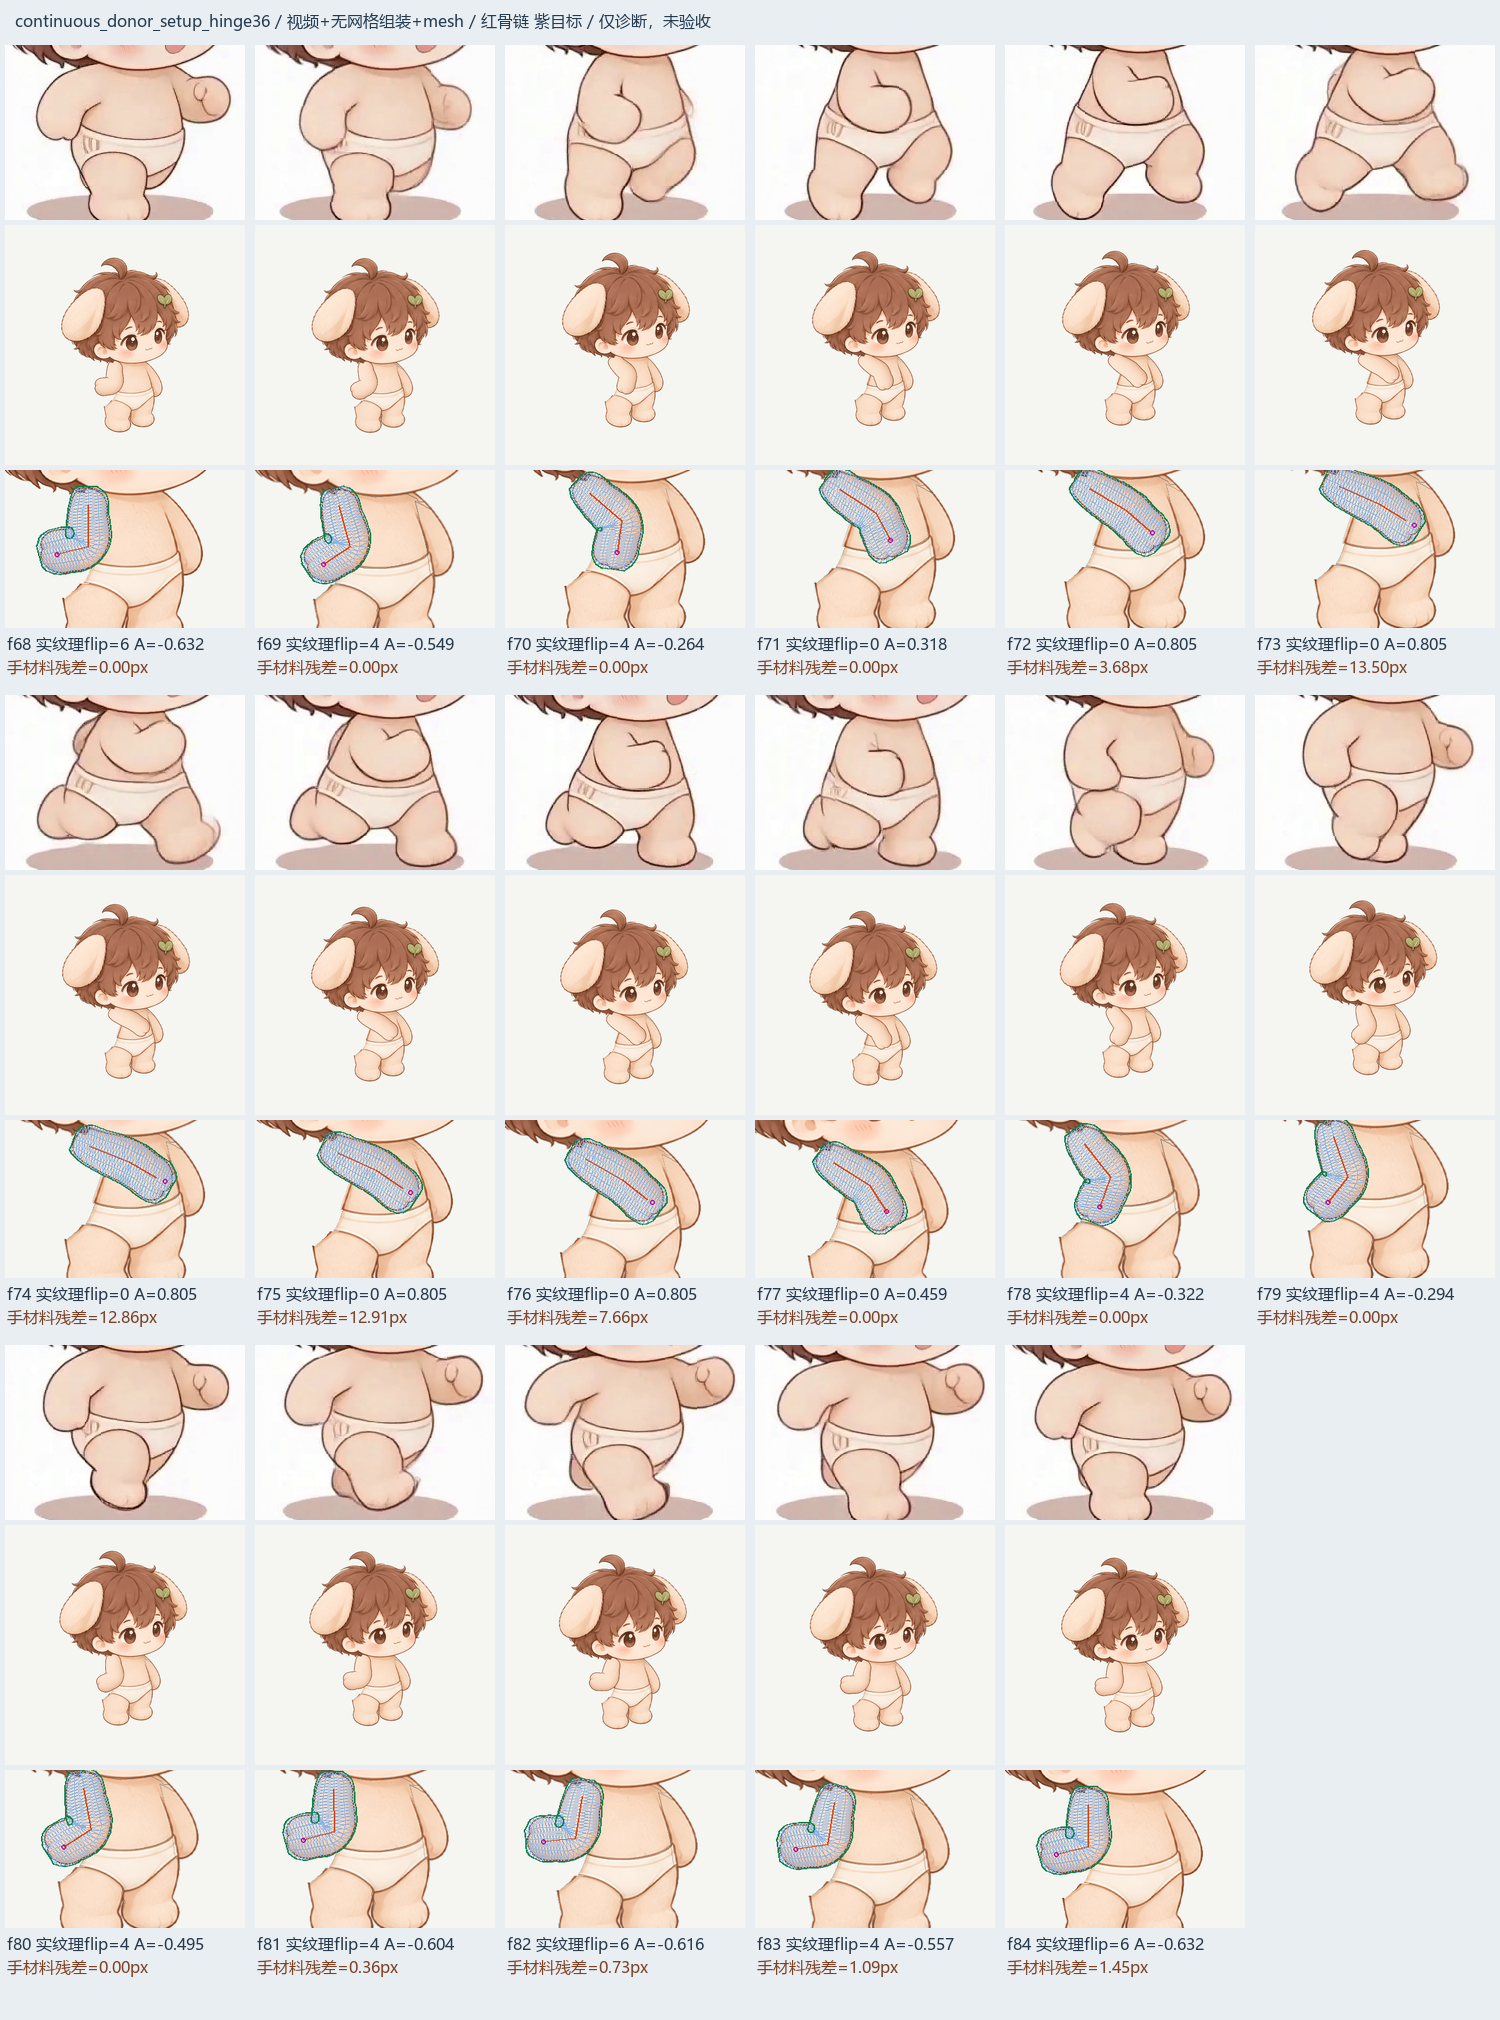 continuous_donor_setup_hinge36 / 视频+无网格组装+mesh / 红骨链 紫目标 / 仅诊断，未验收
f68 实纹理flip=6 A=-0.632
手材料残差=0.00px
f69 实纹理flip=4 A=-0.549
手材料残差=0.00px
f70 实纹理flip=4 A=-0.264
手材料残差=0.00px
f71 实纹理flip=0 A=0.318
手材料残差=0.00px
f72 实纹理flip=0 A=0.805
手材料残差=3.68px
f73 实纹理flip=0 A=0.805
手材料残差=13.50px
f74 实纹理flip=0 A=0.805
手材料残差=12.86px
f75 实纹理flip=0 A=0.805
手材料残差=12.91px
f76 实纹理flip=0 A=0.805
手材料残差=7.66px
f77 实纹理flip=0 A=0.459
手材料残差=0.00px
f78 实纹理flip=4 A=-0.322
手材料残差=0.00px
f79 实纹理flip=4 A=-0.294
手材料残差=0.00px
f80 实纹理flip=4 A=-0.495
手材料残差=0.00px
f81 实纹理flip=4 A=-0.604
手材料残差=0.36px
f82 实纹理flip=6 A=-0.616
手材料残差=0.73px
f83 实纹理flip=4 A=-0.557
手材料残差=1.09px
f84 实纹理flip=6 A=-0.632
手材料残差=1.45px